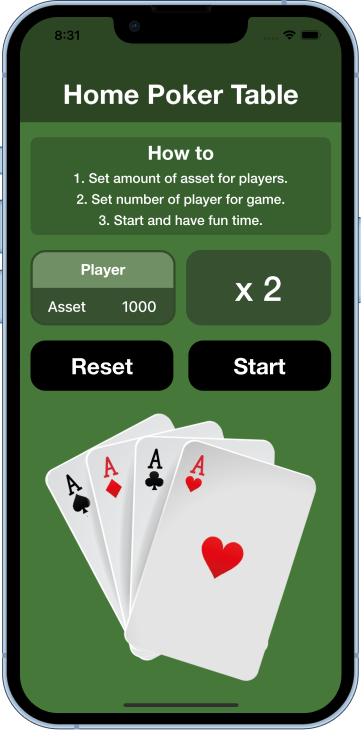 8:31
Home Poker Table
How to
1. Set amount of asset for players.
2. Set number of player for game.
3. Start and have fun time.
Player
Asset 1000
x 2
Reset
Start
A
A
A
A